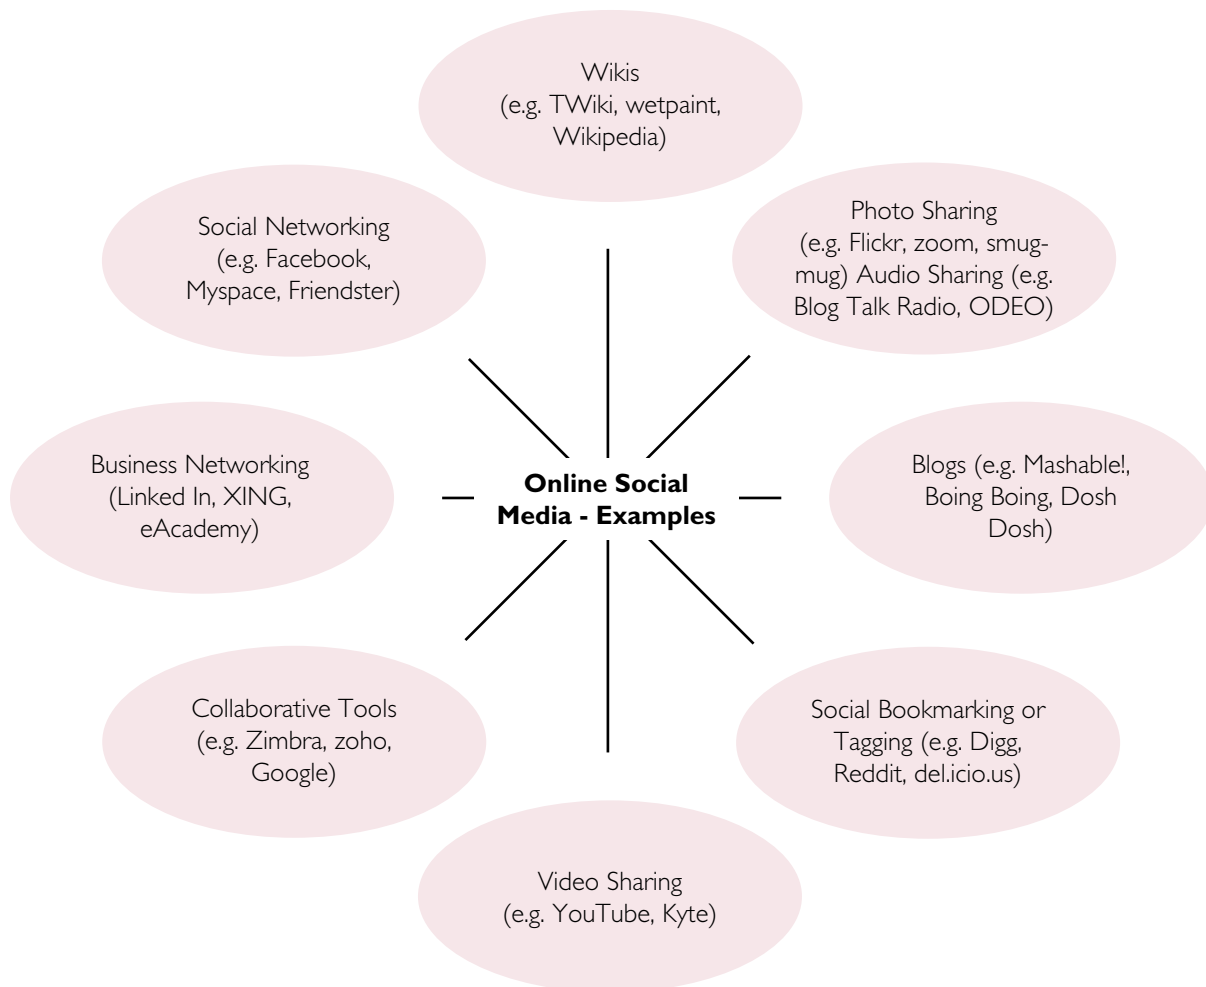 Wikis
(e.g. TWiki, wetpaint,
Wikipedia)
Photo Sharing
(e.g. Flickr, zoom, smug-
mug) Audio Sharing (e.g.
Blog Talk Radio, ODEO)
Social Networking
(e.g. Facebook,
Myspace, Friendster)
Business Networking
(Linked In, XING,
eAcademy)
Online Social
Media - Examples
Blogs (e.g. Mashable!,
Boing Boing, Dosh
Dosh)
Collaborative Tools
(e.g. Zimbra, zoho,
Google)
Social Bookmarking or
Tagging (e.g. Digg,
Reddit, del.icio.us)
Video Sharing
(e.g. YouTube, Kyte)